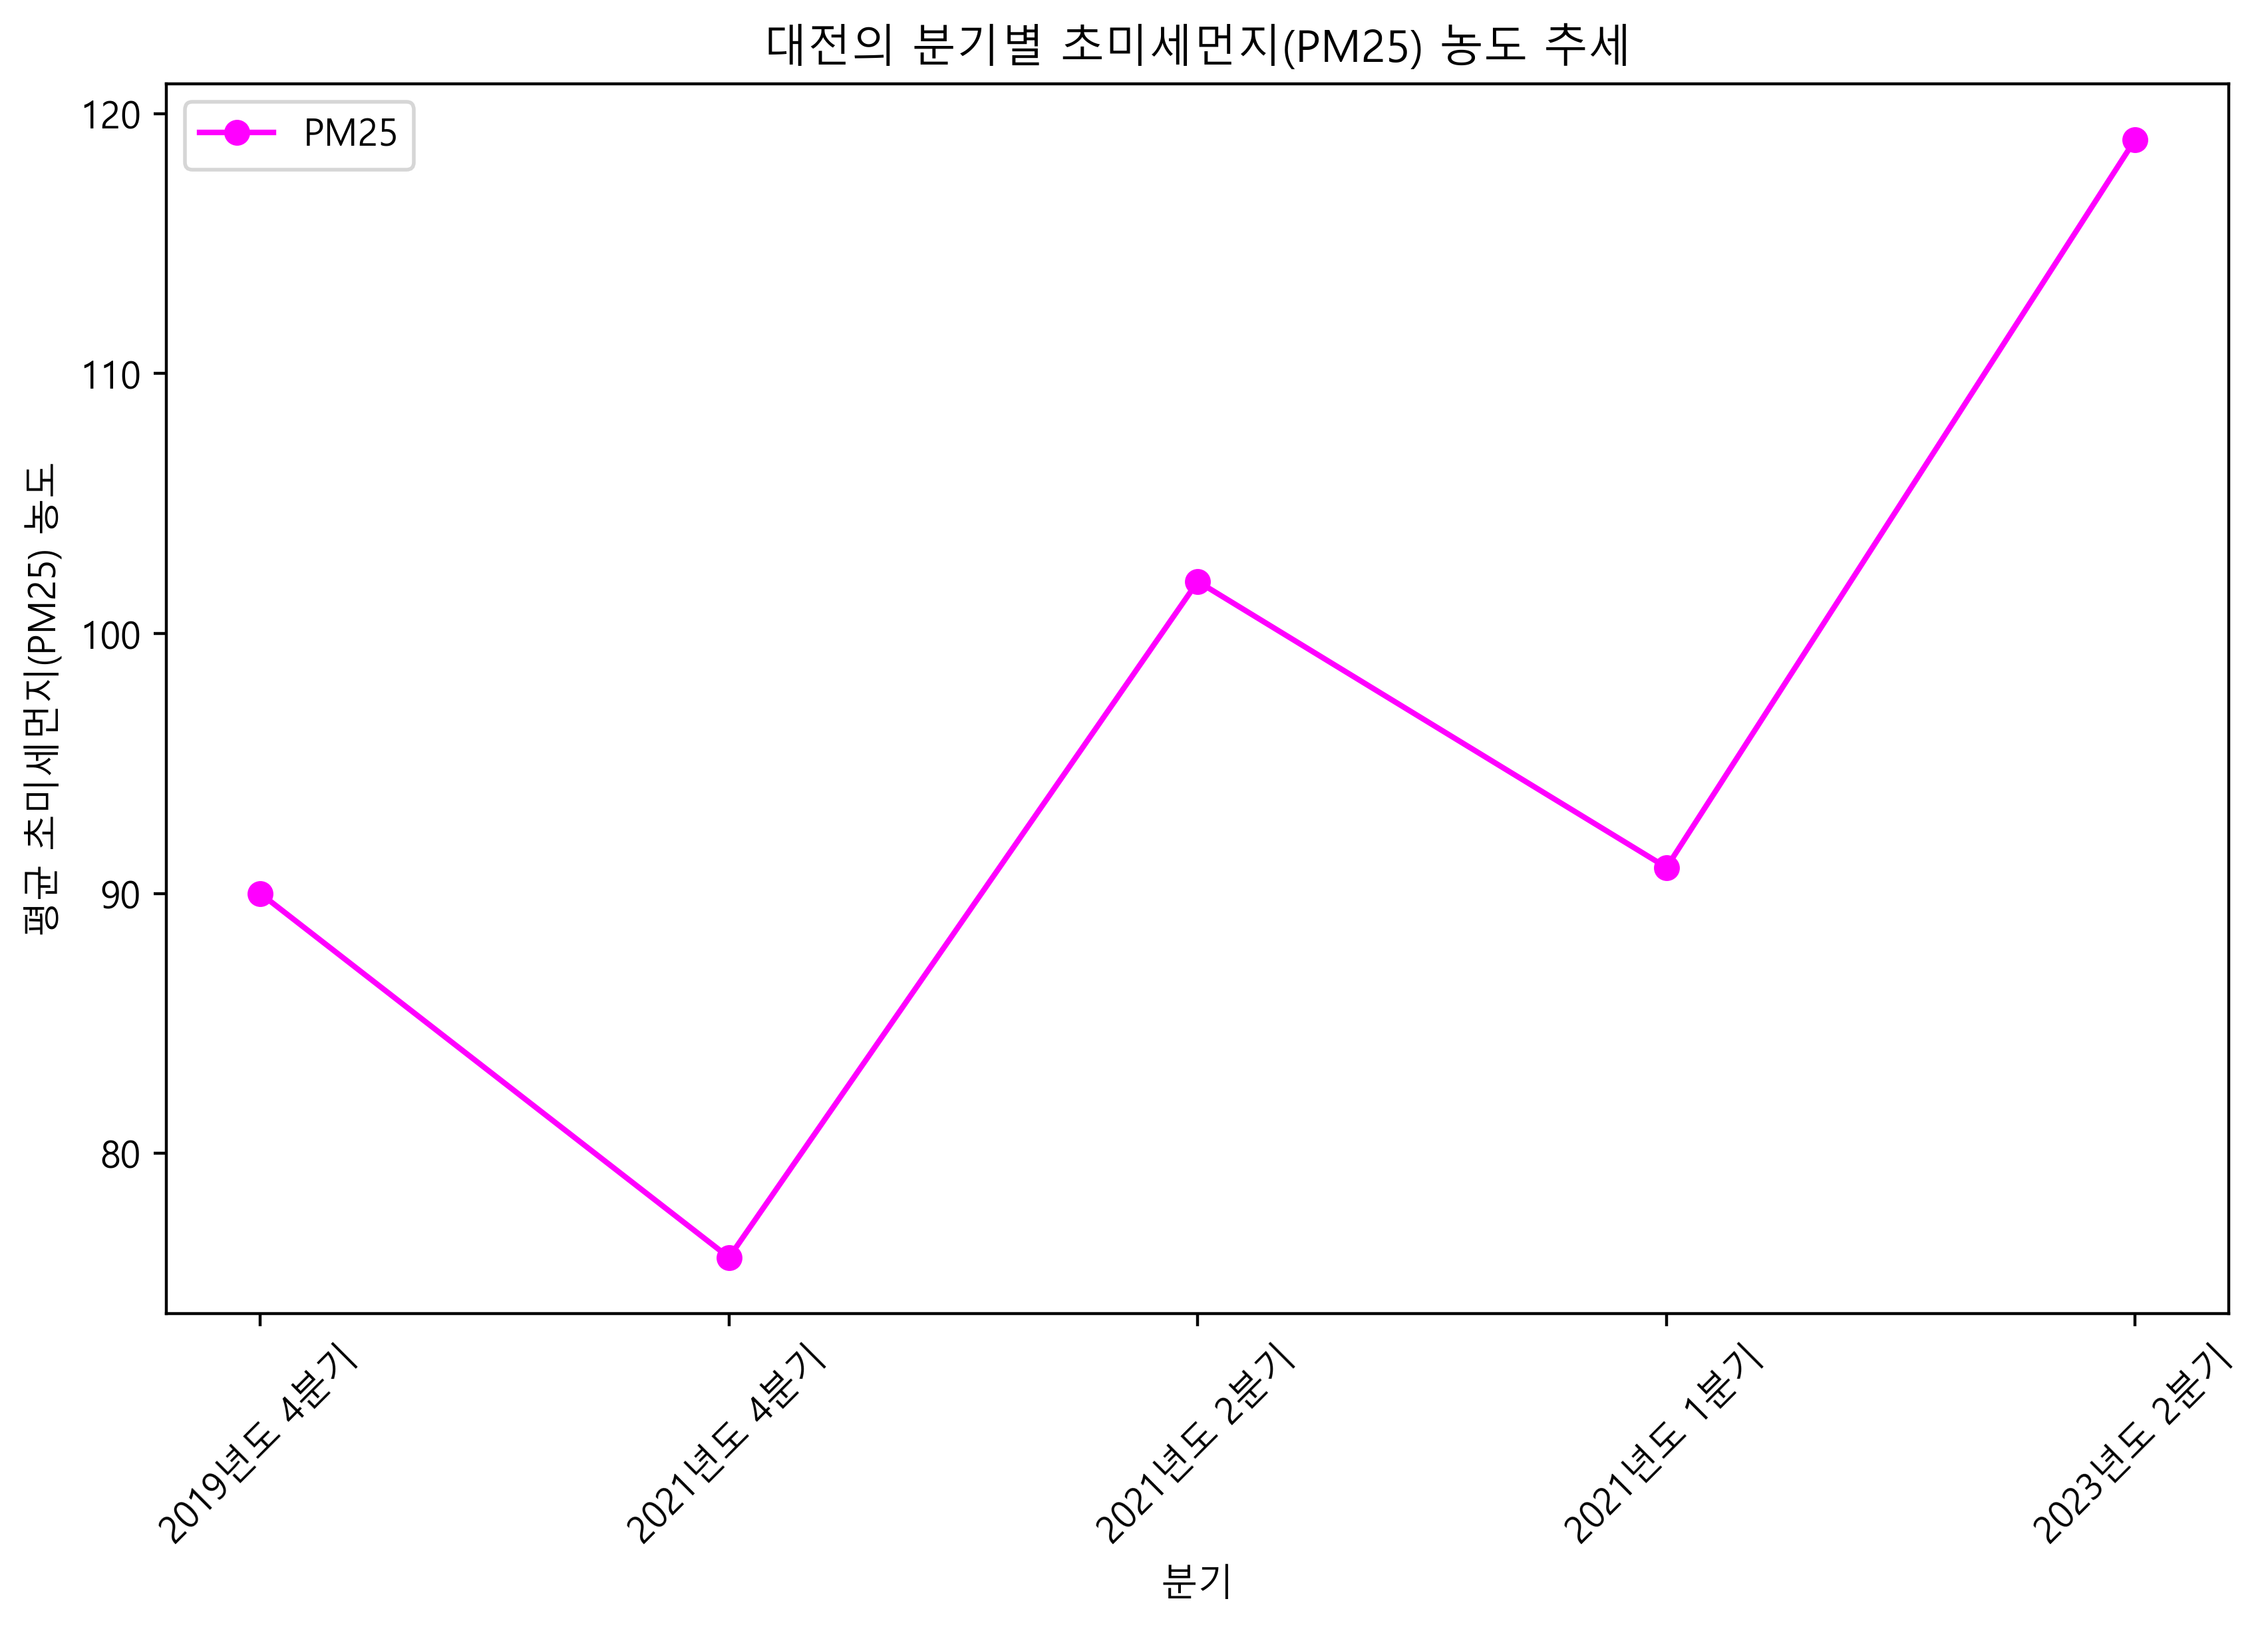 대전의 분기별 초미세먼지(PM25) 농도 추세
PM25
평균 초미세먼지(PM25) 농도
120
110
100
90
80
2019년도 4분기
2021년도 4분기
2021년도 2분기
2021년도 1분기
2023년도 2분기
분기